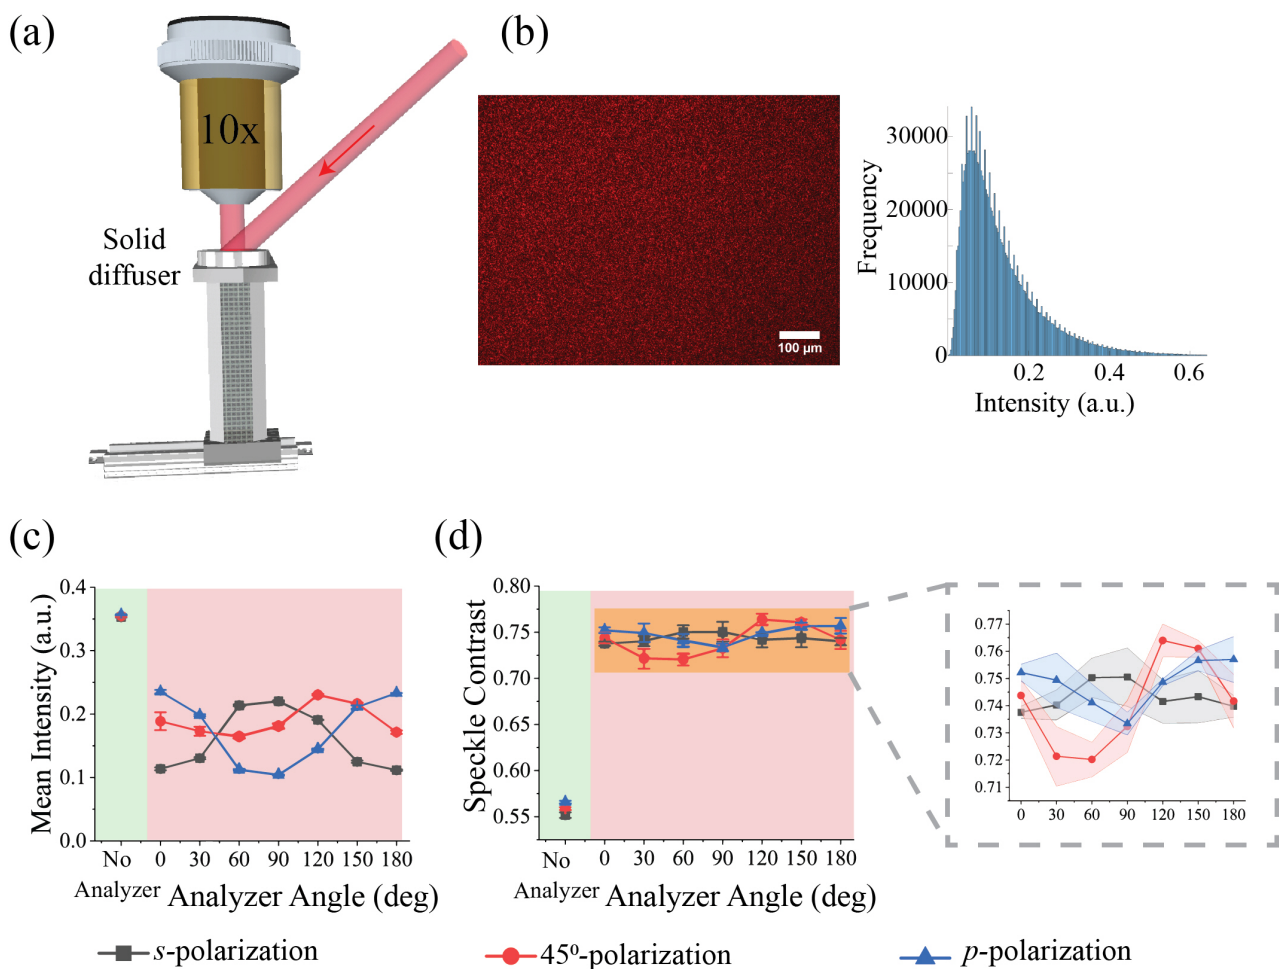 (a)
10x
Solid
diffuser
(b)
100 µm
Frequency
30000
20000
10000
0
0.2 0.4 0.6
Intensity (a.u.)
(c)
Mean Intensity (a.u.)
0.4
0.3
0.2
0.1
0.0
No 0 30 60 90 120 150 180
Analyzer Analyzer Angle (deg)
(d)
Speckle Contrast
0.80
0.75
0.70
0.65
0.60
0.55
No 0 30 60 90 120 150 180
Analyzer Analyzer Angle (deg)
0.77
0.76
0.75
0.74
0.73
0.72
0.71
0 30 60 90 120 150 180
s-polarization
45⁰-polarization
p-polarization